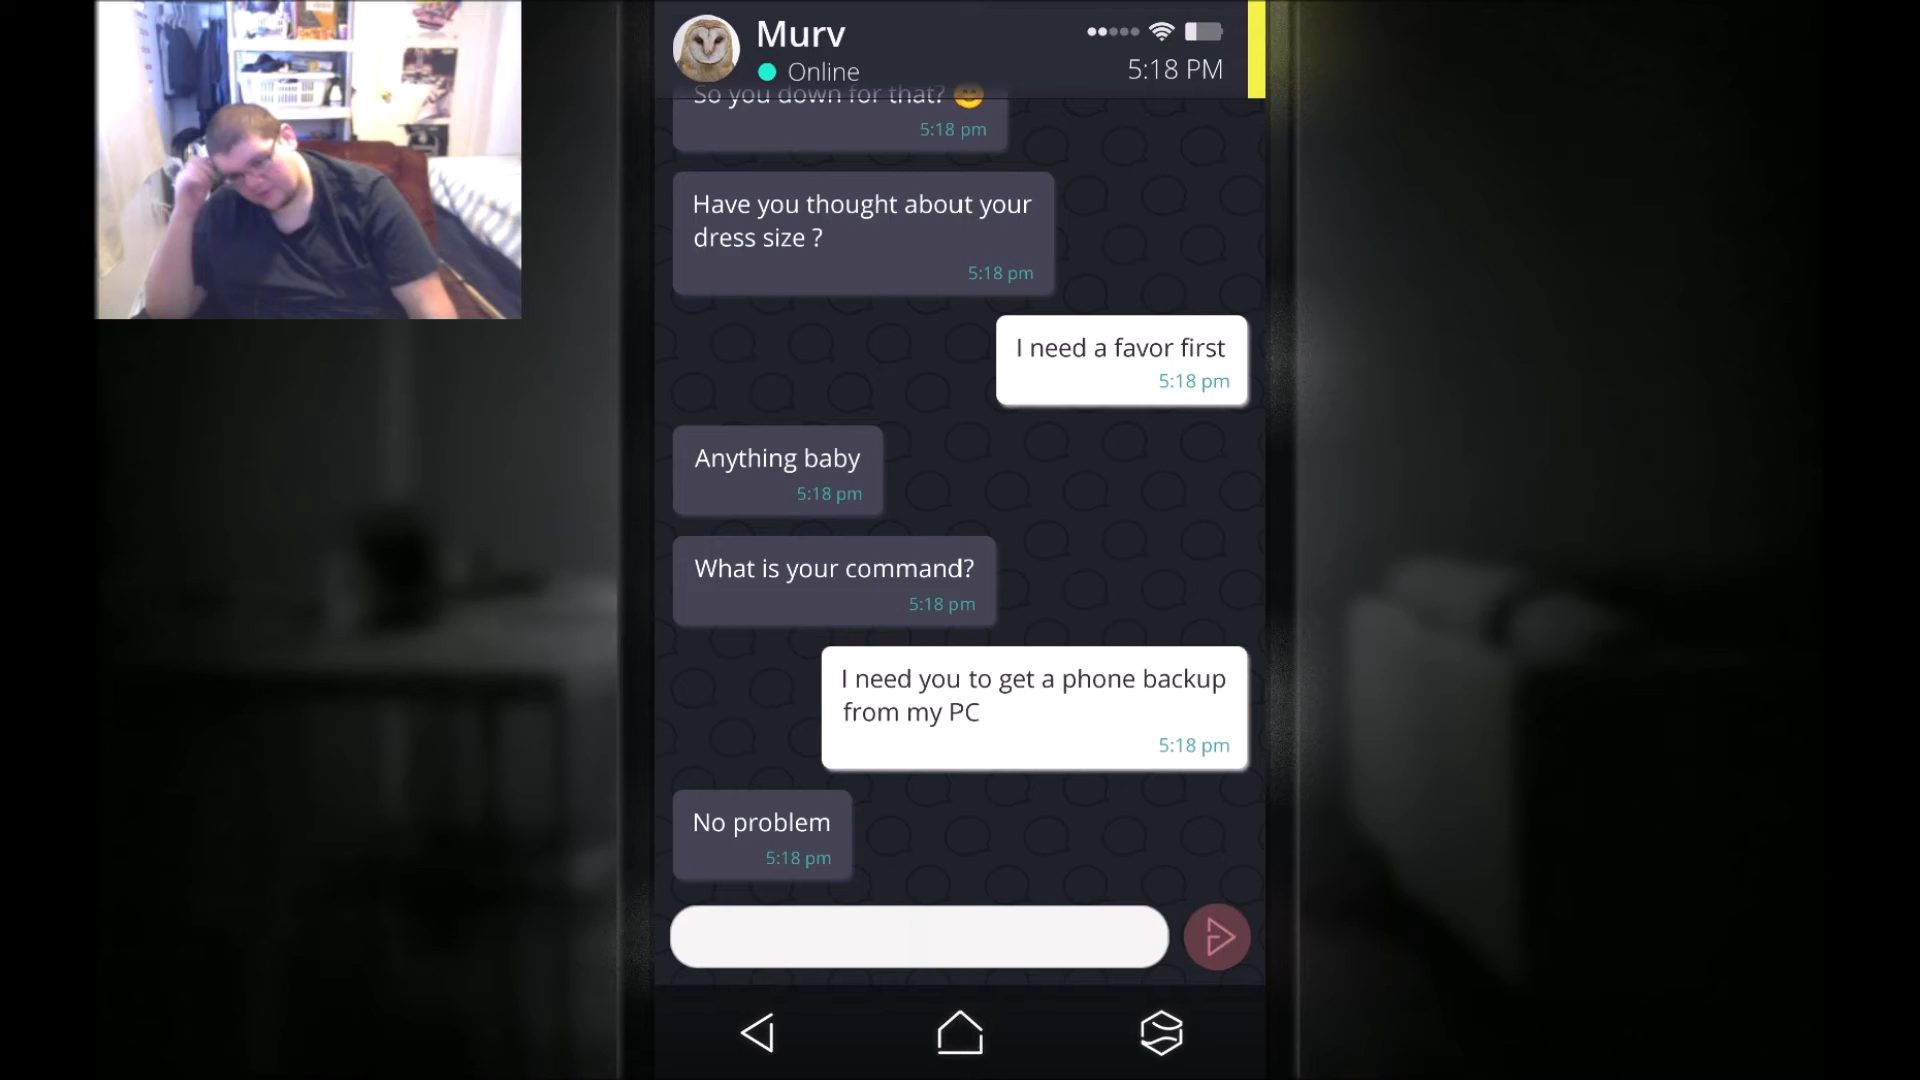 Murv
Online
5:18 PM
So you down for that? 😊
5:18 pm
Have you thought about your
dress size ?
5:18 pm
I need a favor first
5:18 pm
Anything baby
5:18 pm
What is your command?
5:18 pm
I need you to get a phone backup
from my PC
5:18 pm
No problem
5:18 pm